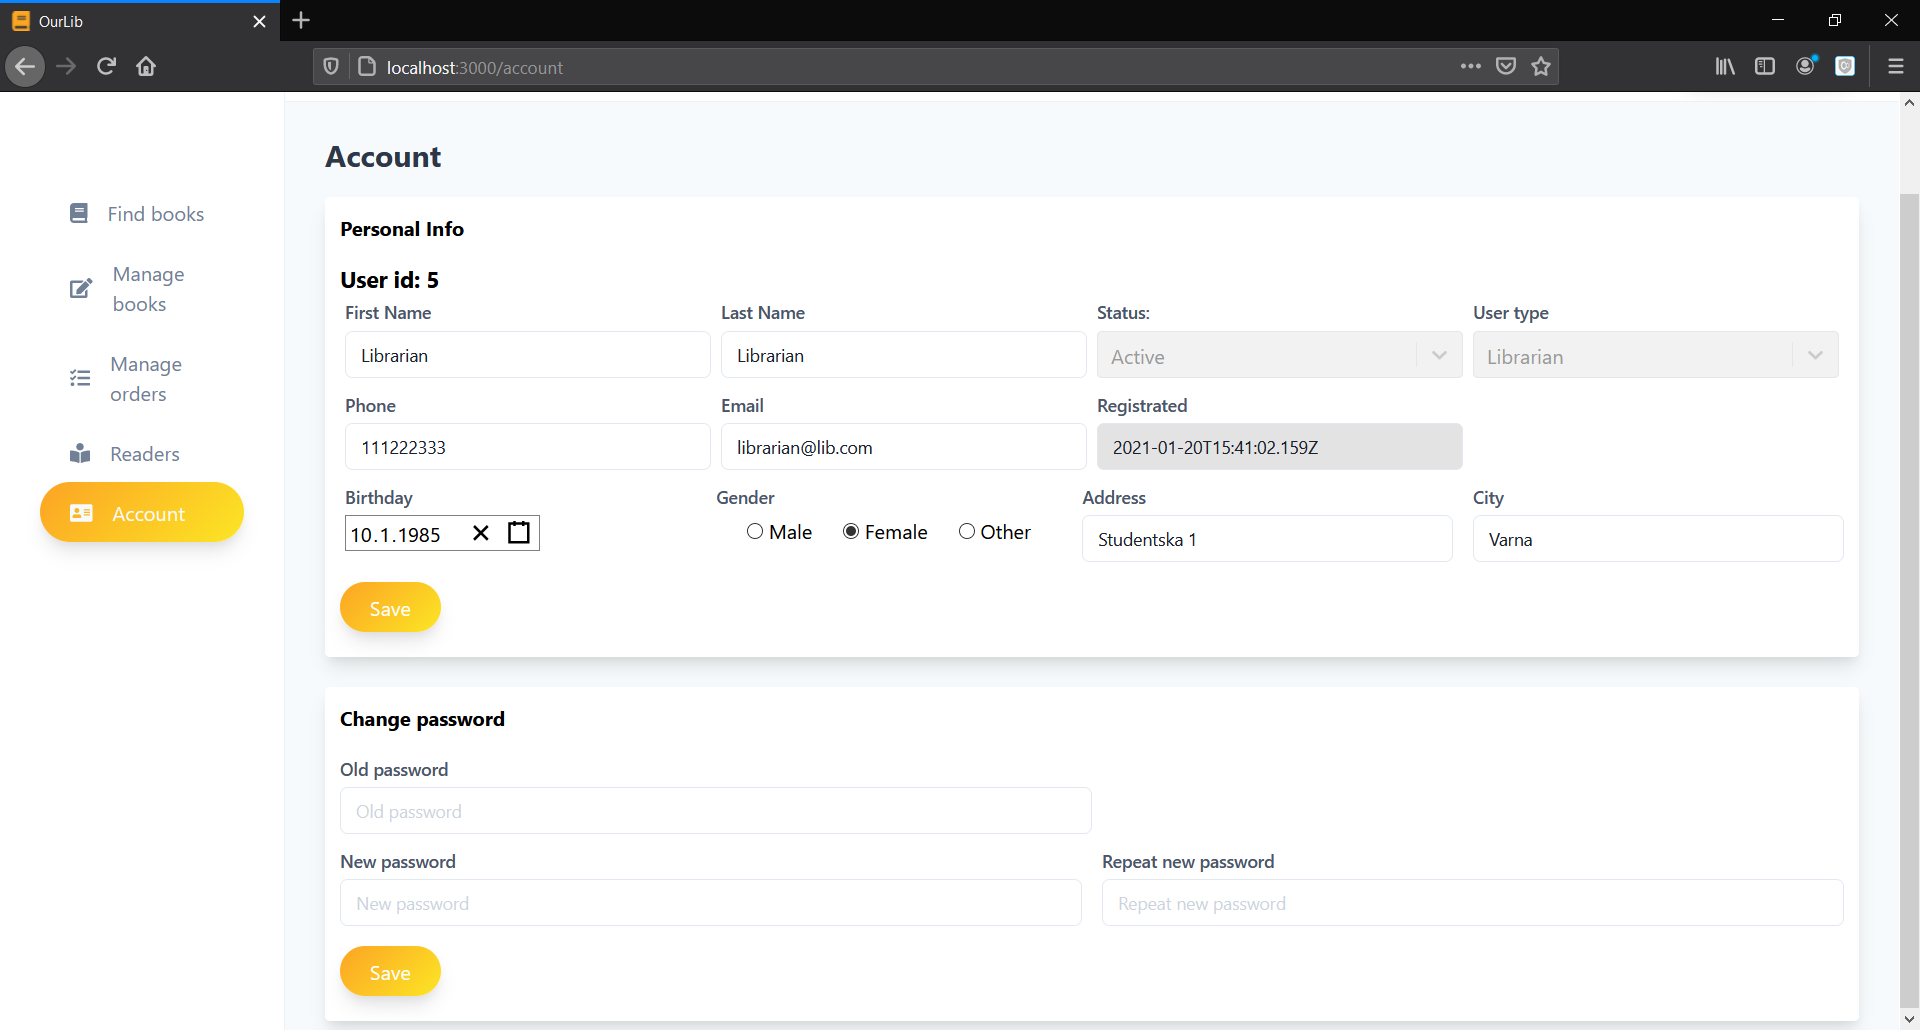 OurLib
localhost:3000/account
Find books
Manage
books
Manage
orders
Readers
Account
Account
Personal Info
User id: 5
First Name Last Name Status: User type
Librarian Librarian Active Librarian
Phone Email Registrated
111222333 librarian@lib.com 2021-01-20T15:41:02.159Z
Birthday Gender Address City
10.1.1985 Male Female Other Studentska 1 Varna
Save
Change password
Old password
Old password
New password Repeat new password
New password Repeat new password
Save